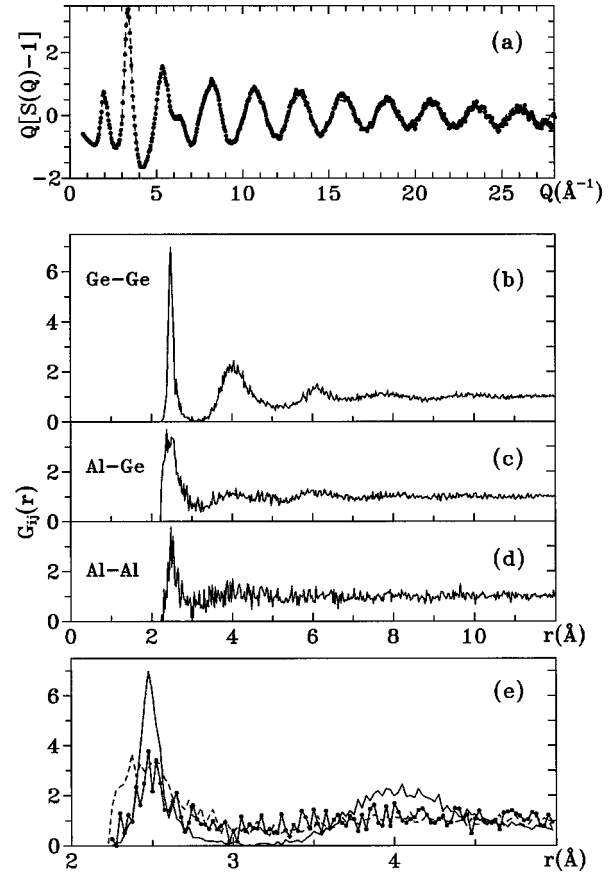 (a)
Q[S(Q)−1]
2
0
−2
0 5 10 15 20 25 Q(Å⁻¹)
Ge−Ge
(b)
6
4
2
0
Al−Ge
(c)
2
0
G_ij(r)
Al−Al
(d)
2
0
0 2 4 6 8 10 r(Å)
(e)
6
4
2
0
2 3 4 r(Å)